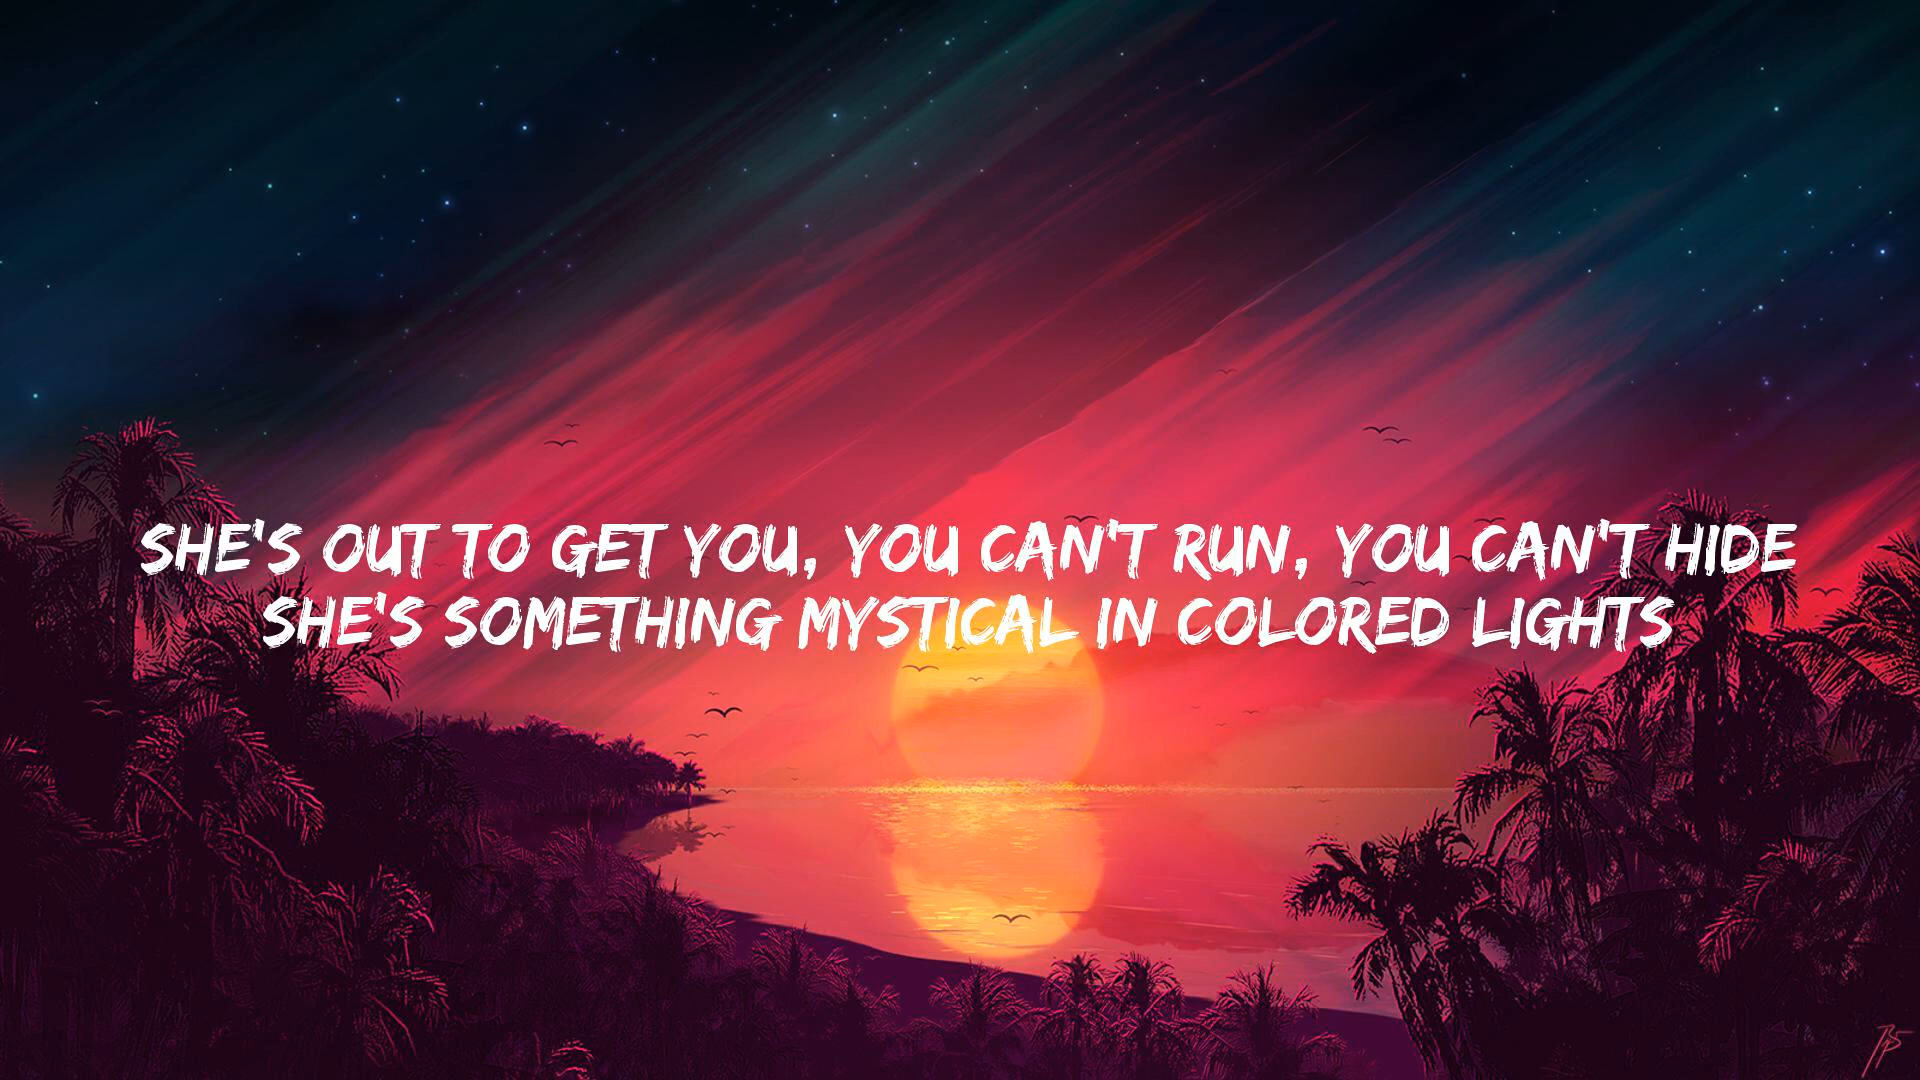 SHE'S OUT TO GET YOU, YOU CAN'T RUN, YOU CAN'T HIDE
SHE'S SOMETHING MYSTICAL IN COLORED LIGHTS